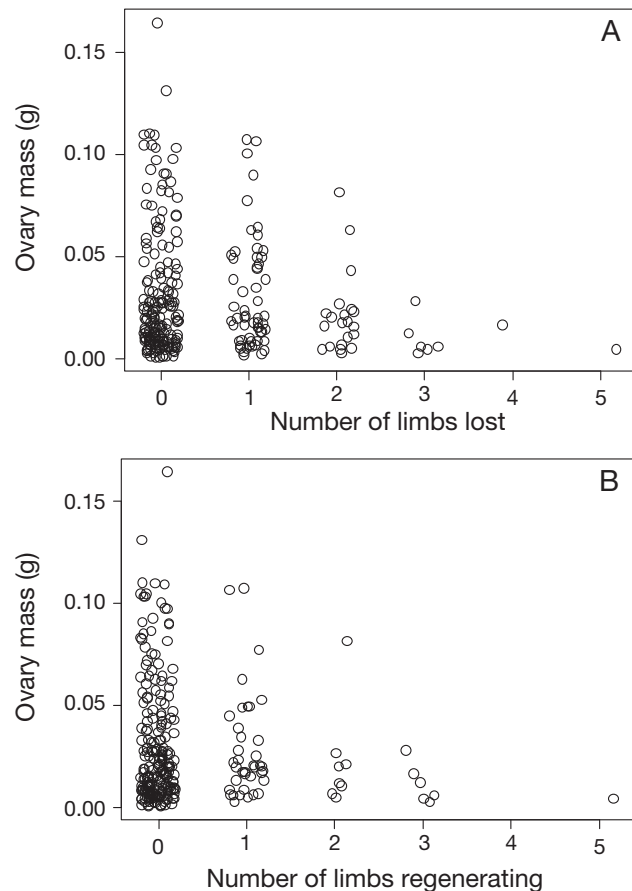 A
Ovary mass (g)
0.15
0.10
0.05
0.00
0 1 2 3 4 5
Number of limbs lost
B
Ovary mass (g)
0.15
0.10
0.05
0.00
0 1 2 3 4 5
Number of limbs regenerating